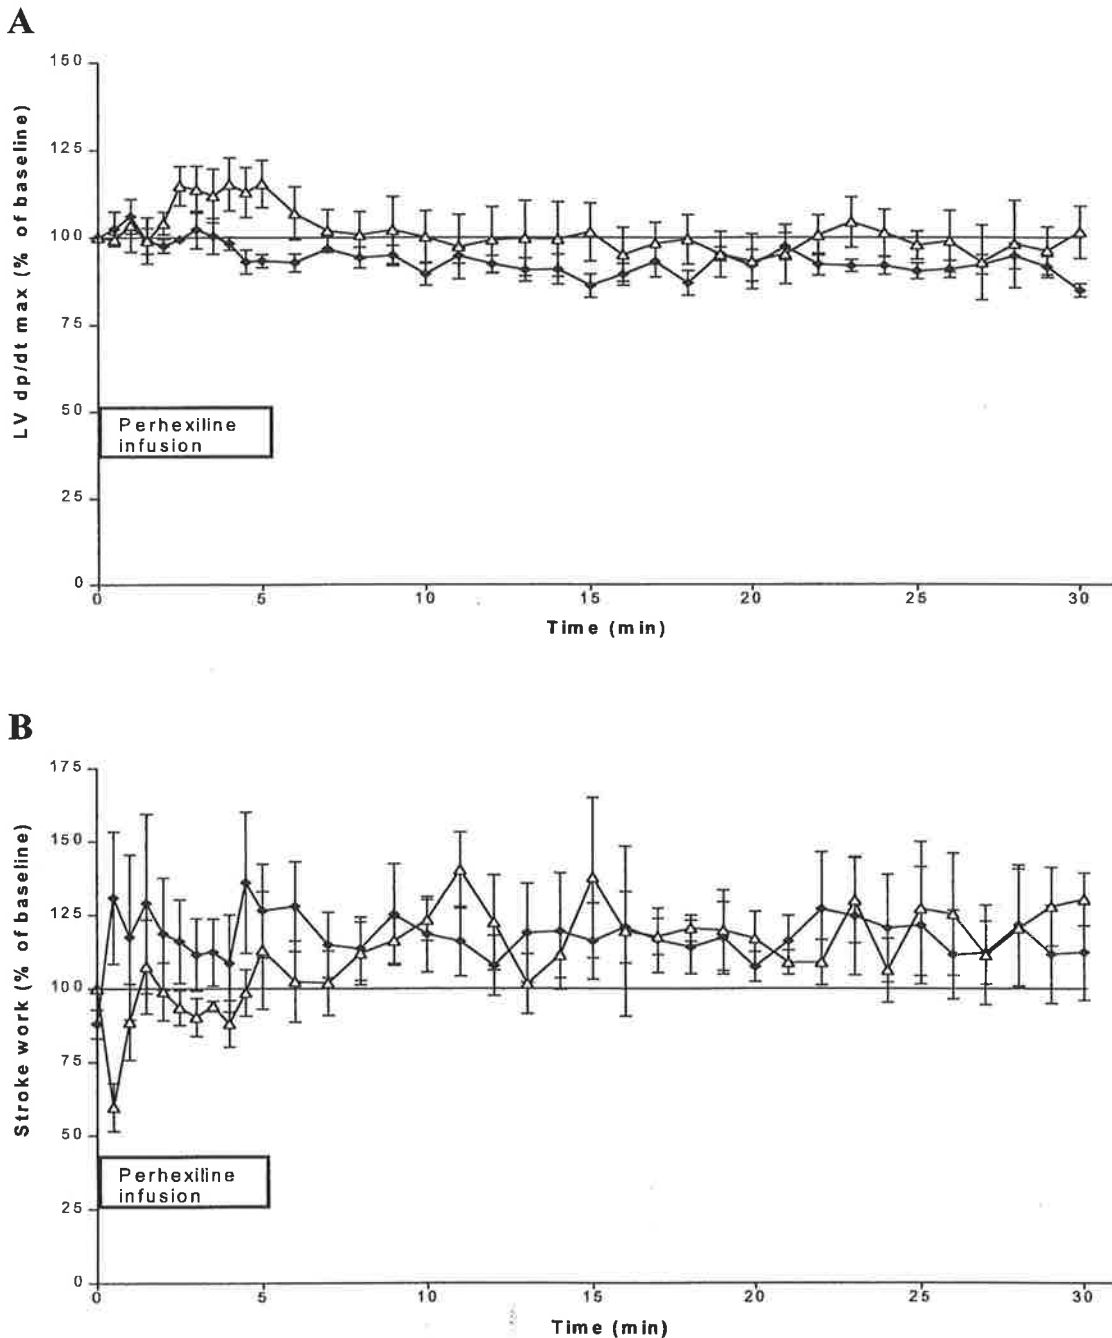 A
LV dp/dt max (% of baseline)
150
125
100
75
50
25
0
Perhexiline
infusion
0 5 10 15 20 25 30
Time (min)
B
Stroke work (% of baseline)
175
150
125
100
75
50
25
0
Perhexiline
infusion
0 5 10 15 20 25 30
Time (min)